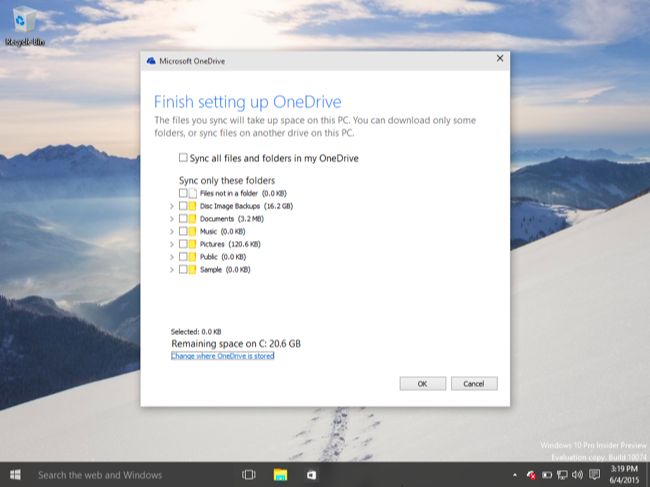 Recycle Bin
Microsoft OneDrive
Finish setting up OneDrive
The files you sync will take up space on this PC. You can download only some
folders, or sync files on another drive on this PC.
Sync all files and folders in my OneDrive
Sync only these folders
Files not in a folder (0.0 KB)
Disc Image Backups (16.2 GB)
Documents (3.2 MB)
Music (0.0 KB)
Pictures (120.6 KB)
Public (0.0 KB)
Sample (0.0 KB)
Selected: 0.0 KB
Remaining space on C: 20.6 GB
Change where OneDrive is stored
OK Cancel
Windows 10 Pro Insider Preview
Evaluation copy. Build 10074
Search the web and Windows
3:19 PM
6/4/2015